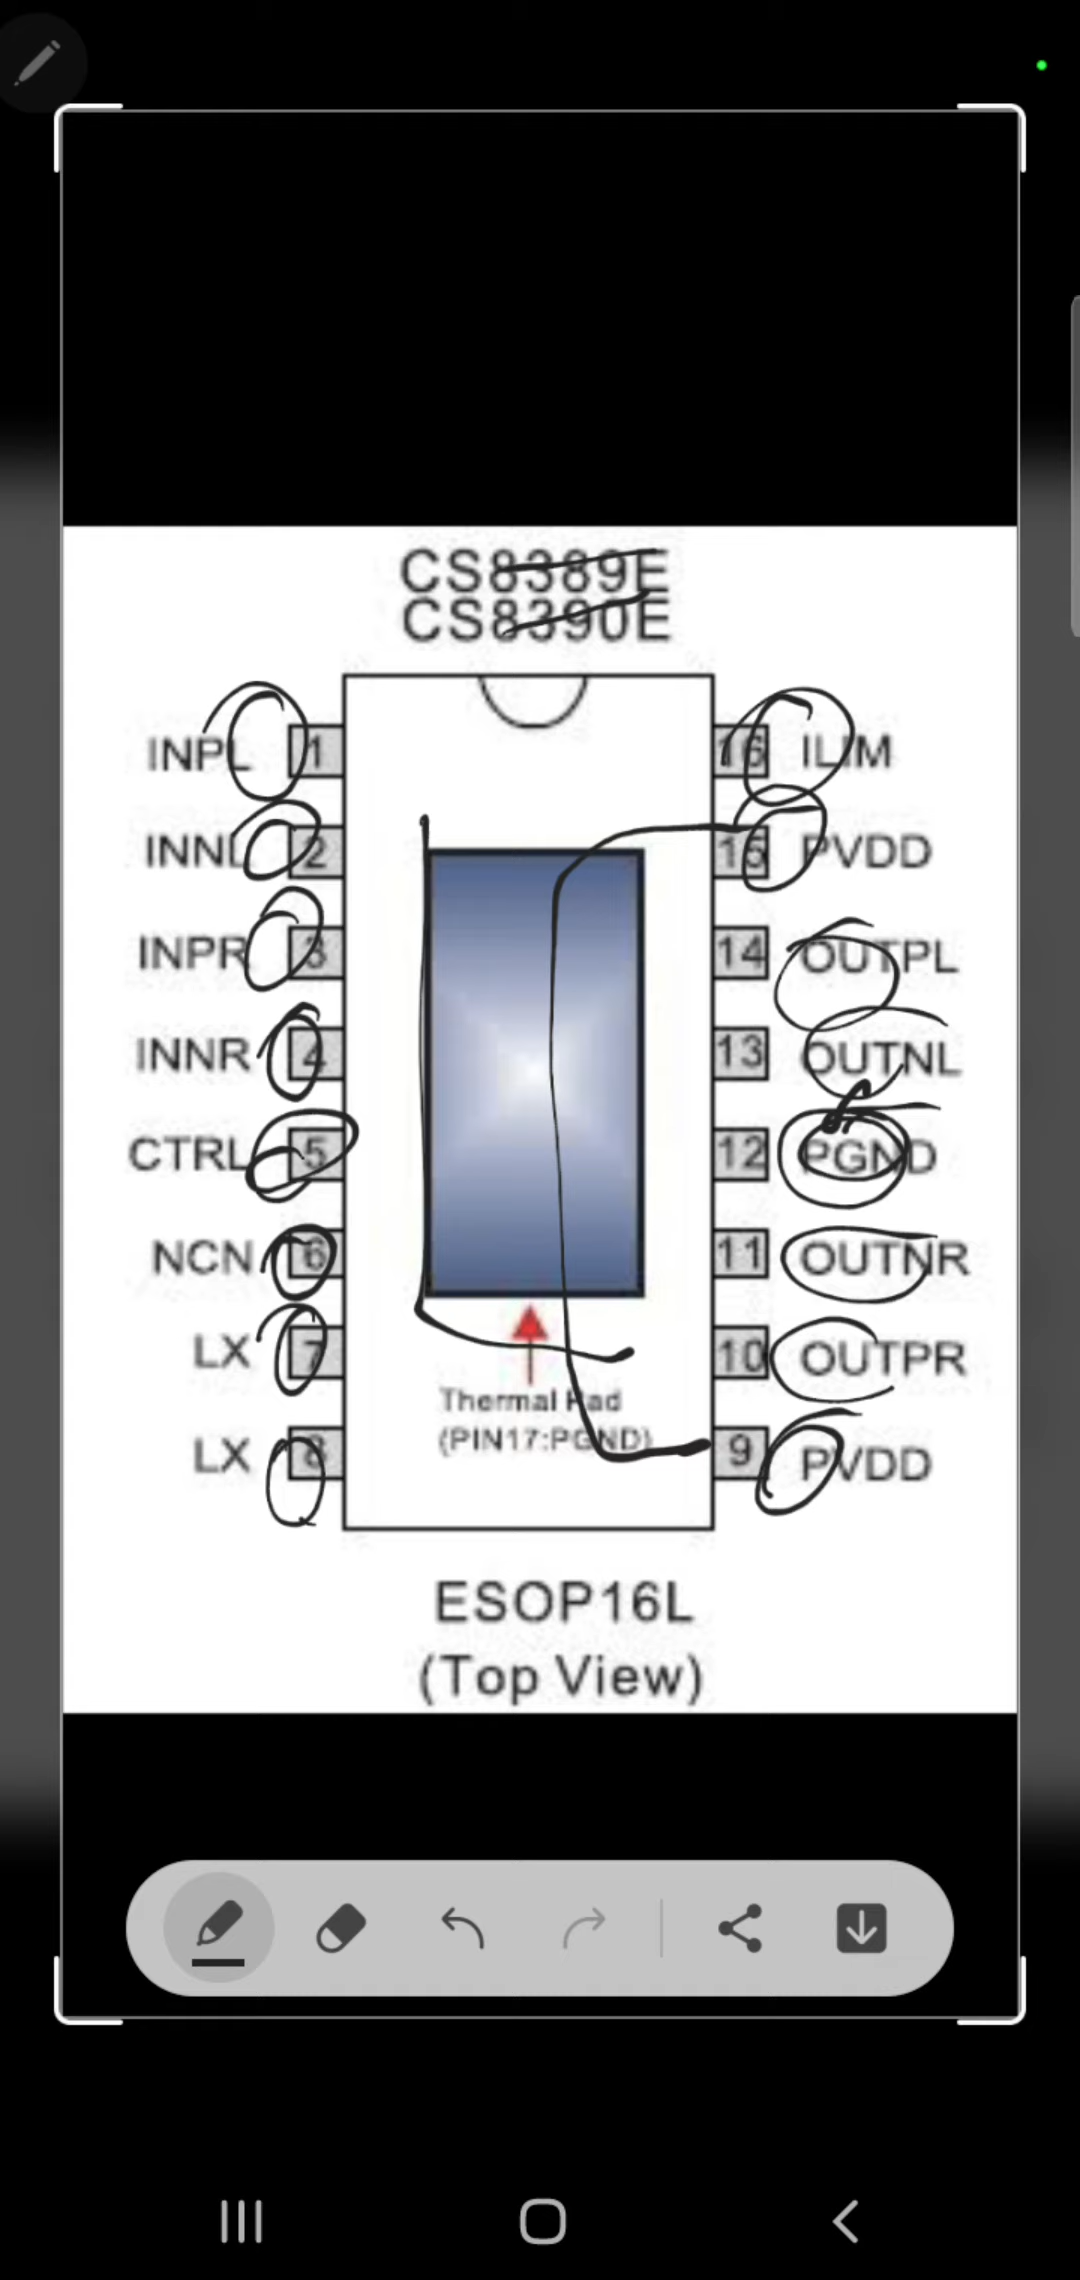 CS8389E
CS8390E
INPL 1 16 ILIM
INNL 2 15 PVDD
INPR 3 14 OUTPL
INNR 4 13 OUTNL
CTRL 5 12 PGND
NCN 6 11 OUTNR
LX 7 10 OUTPR
LX 8 9 PVDD
Thermal Pad
(PIN17:PGND)
ESOP16L
(Top View)